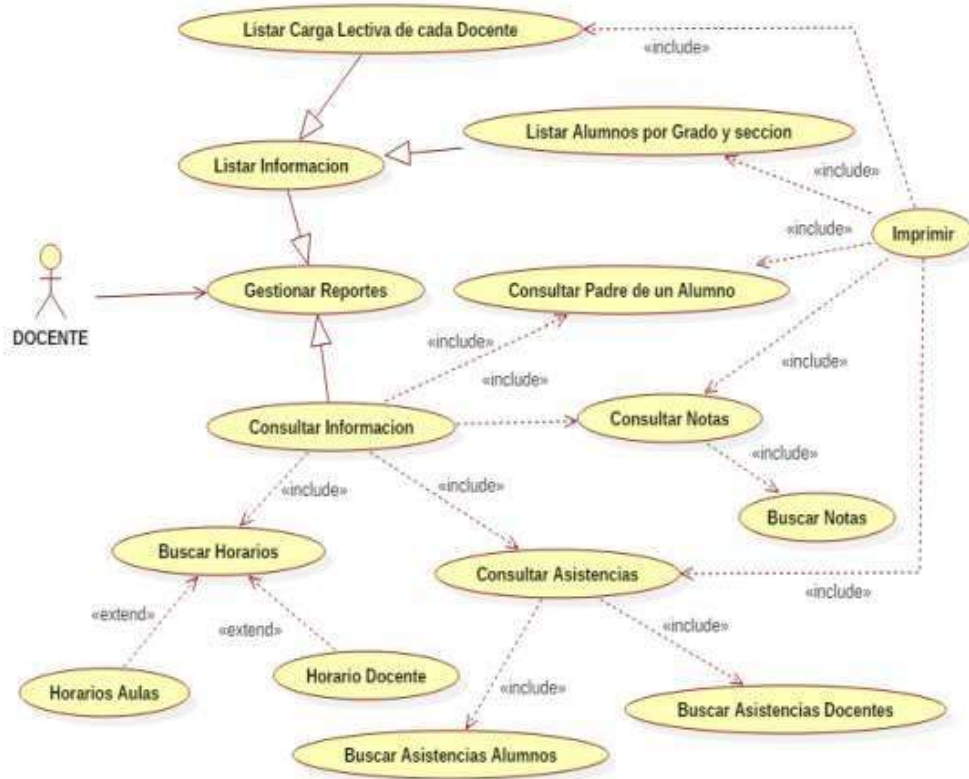 Listar Carga Lectiva de cada Docente
«include»
Listar Alumnos por Grado y seccion
Listar Informacion
«include»
Imprimir
«include»
Gestionar Reportes
Consultar Padre de un Alumno
DOCENTE
«include»
«include»
«include»
Consultar Notas
Consultar Informacion
«include»
«include»
«include»
Buscar Notas
Buscar Horarios
Consultar Asistencias
«include»
«extend»
«extend»
«include»
Horario Docente
Horarios Aulas
«include»
Buscar Asistencias Docentes
Buscar Asistencias Alumnos